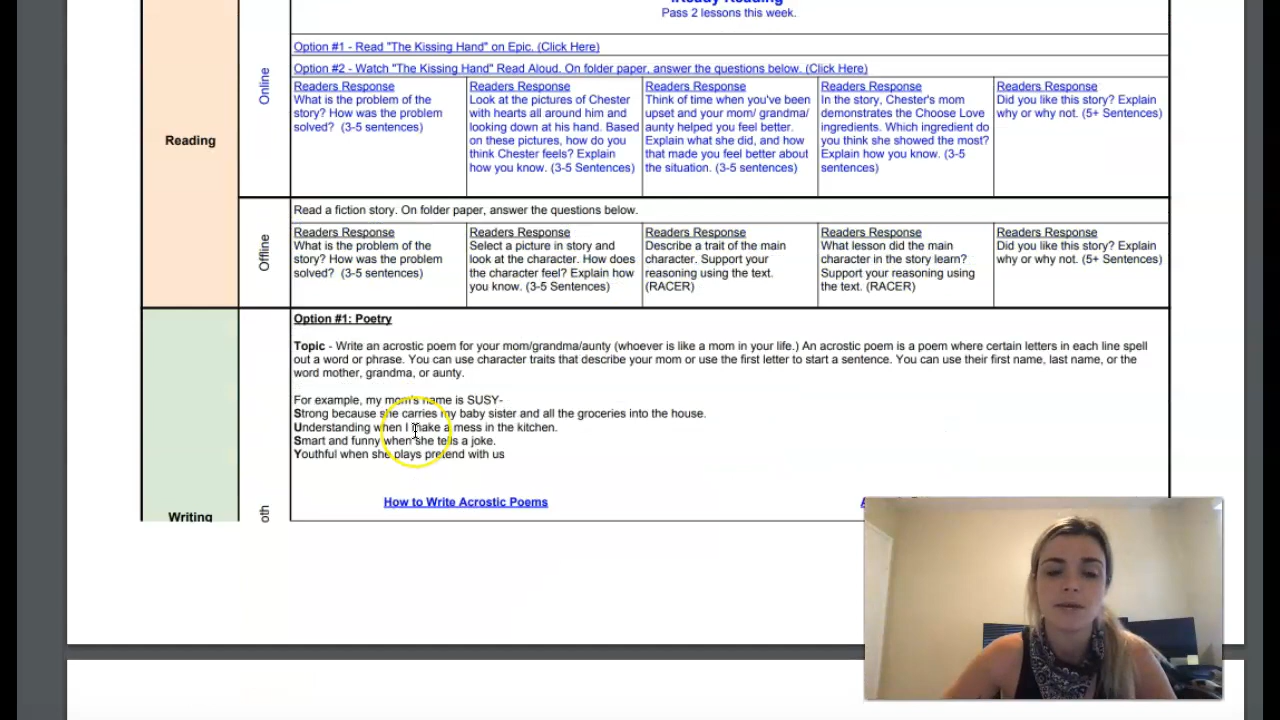 iReady Reading
Pass 2 lessons this week.
Option #1 - Read "The Kissing Hand" on Epic. (Click Here)
Option #2 - Watch "The Kissing Hand" Read Aloud. On folder paper, answer the questions below. (Click Here)
Online
Readers Response
What is the problem of the
story? How was the problem
solved?  (3-5 sentences)
Readers Response
Look at the pictures of Chester
with hearts all around him and
looking down at his hand. Based
on these pictures, how do you
think Chester feels? Explain
how you know. (3-5 Sentences)
Readers Response
Think of time when you've been
upset and your mom/ grandma/
aunty helped you feel better.
Explain what she did, and how
that made you feel better about
the situation. (3-5 sentences)
Readers Response
In the story, Chester's mom
demonstrates the Choose Love
ingredients. Which ingredient do
you think she showed the most?
Explain how you know. (3-5
sentences)
Readers Response
Did you like this story? Explain
why or why not. (5+ Sentences)
Reading
Offline
Read a fiction story. On folder paper, answer the questions below.
Readers Response
What is the problem of the
story? How was the problem
solved?  (3-5 sentences)
Readers Response
Select a picture in story and
look at the character. How does
the character feel? Explain how
you know. (3-5 Sentences)
Readers Response
Describe a trait of the main
character. Support your
reasoning using the text.
(RACER)
Readers Response
What lesson did the main
character in the story learn?
Support your reasoning using
the text. (RACER)
Readers Response
Did you like this story? Explain
why or why not. (5+ Sentences)
Option #1: Poetry
Topic - Write an acrostic poem for your mom/grandma/aunty (whoever is like a mom in your life.) An acrostic poem is a poem where certain letters in each line spell
out a word or phrase. You can use character traits that describe your mom or use the first letter to start a sentence. You can use their first name, last name, or the
word mother, grandma, or aunty.
For example, my mom's name is SUSY-
Strong because she carries my baby sister and all the groceries into the house.
Understanding when I make a mess in the kitchen.
Smart and funny when she tells a joke.
Youthful when she plays pretend with us
How to Write Acrostic Poems
Writing